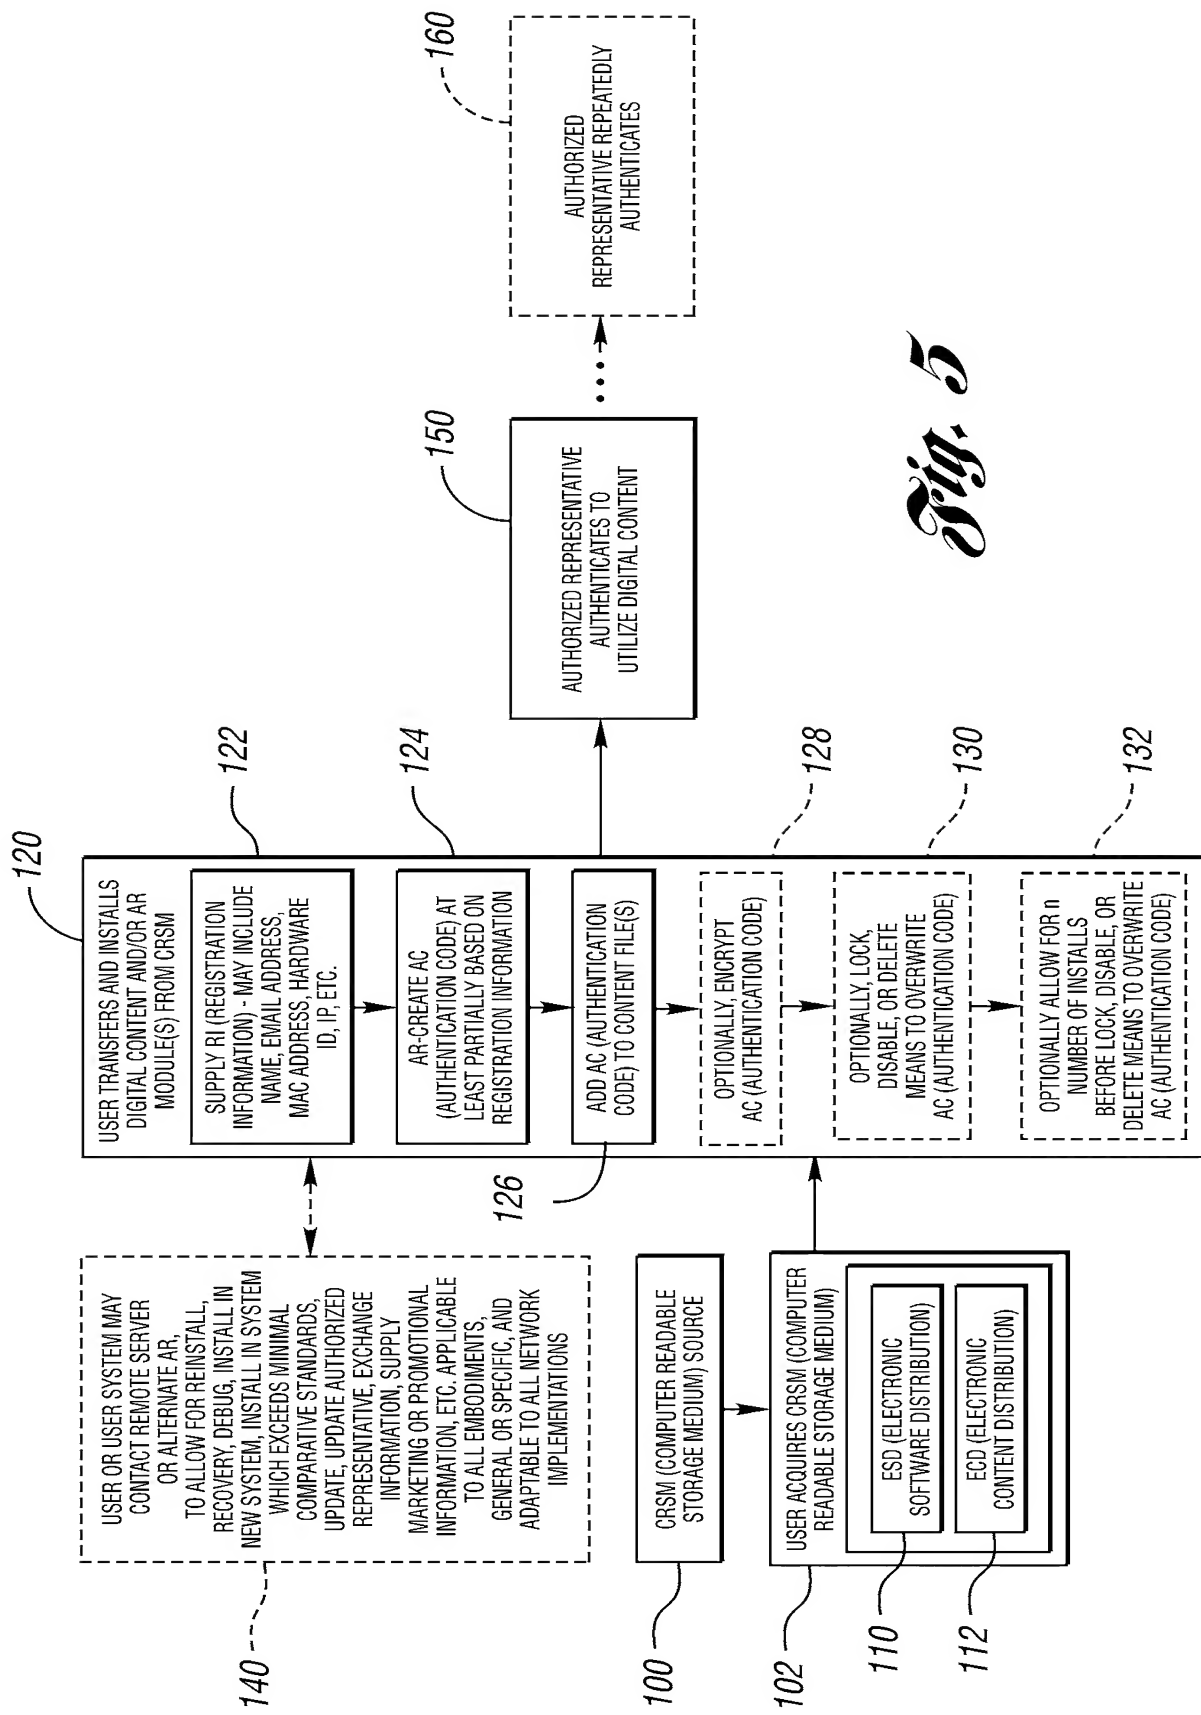 140
USER OR USER SYSTEM MAY
CONTACT REMOTE SERVER
OR ALTERNATE AR,
TO ALLOW FOR REINSTALL,
RECOVERY, DEBUG, INSTALL IN
NEW SYSTEM, INSTALL IN SYSTEM
WHICH EXCEEDS MINIMAL
COMPARATIVE STANDARDS,
UPDATE, UPDATE AUTHORIZED
REPRESENTATIVE, EXCHANGE
INFORMATION, SUPPLY
MARKETING OR PROMOTIONAL
INFORMATION, ETC. APPLICABLE
TO ALL EMBODIMENTS,
GENERAL OR SPECIFIC, AND
ADAPTABLE TO ALL NETWORK
IMPLEMENTATIONS
100
CRSM (COMPUTER READABLE
STORAGE MEDIUM) SOURCE
102
USER ACQUIRES CRSM (COMPUTER
READABLE STORAGE MEDIUM)
110
ESD (ELECTRONIC
SOFTWARE DISTRIBUTION)
112
ECD (ELECTRONIC
CONTENT DISTRIBUTION)
120
USER TRANSFERS AND INSTALLS
DIGITAL CONTENT AND/OR AR
MODULE(S) FROM CRSM
122
SUPPLY RI (REGISTRATION
INFORMATION) - MAY INCLUDE
NAME, EMAIL ADDRESS,
MAC ADDRESS, HARDWARE
ID, IP, ETC.
124
AR-CREATE AC
(AUTHENTICATION CODE) AT
LEAST PARTIALLY BASED ON
REGISTRATION INFORMATION
126
ADD AC (AUTHENTICATION
CODE) TO CONTENT FILE(S)
128
OPTIONALLY, ENCRYPT
AC (AUTHENTICATION CODE)
130
OPTIONALLY, LOCK,
DISABLE, OR DELETE
MEANS TO OVERWRITE
AC (AUTHENTICATION CODE)
132
OPTIONALLY ALLOW FOR n
NUMBER OF INSTALLS
BEFORE LOCK, DISABLE, OR
DELETE MEANS TO OVERWRITE
AC (AUTHENTICATION CODE)
150
AUTHORIZED REPRESENTATIVE
AUTHENTICATES TO
UTILIZE DIGITAL CONTENT
160
AUTHORIZED
REPRESENTATIVE REPEATEDLY
AUTHENTICATES
Fig. 5